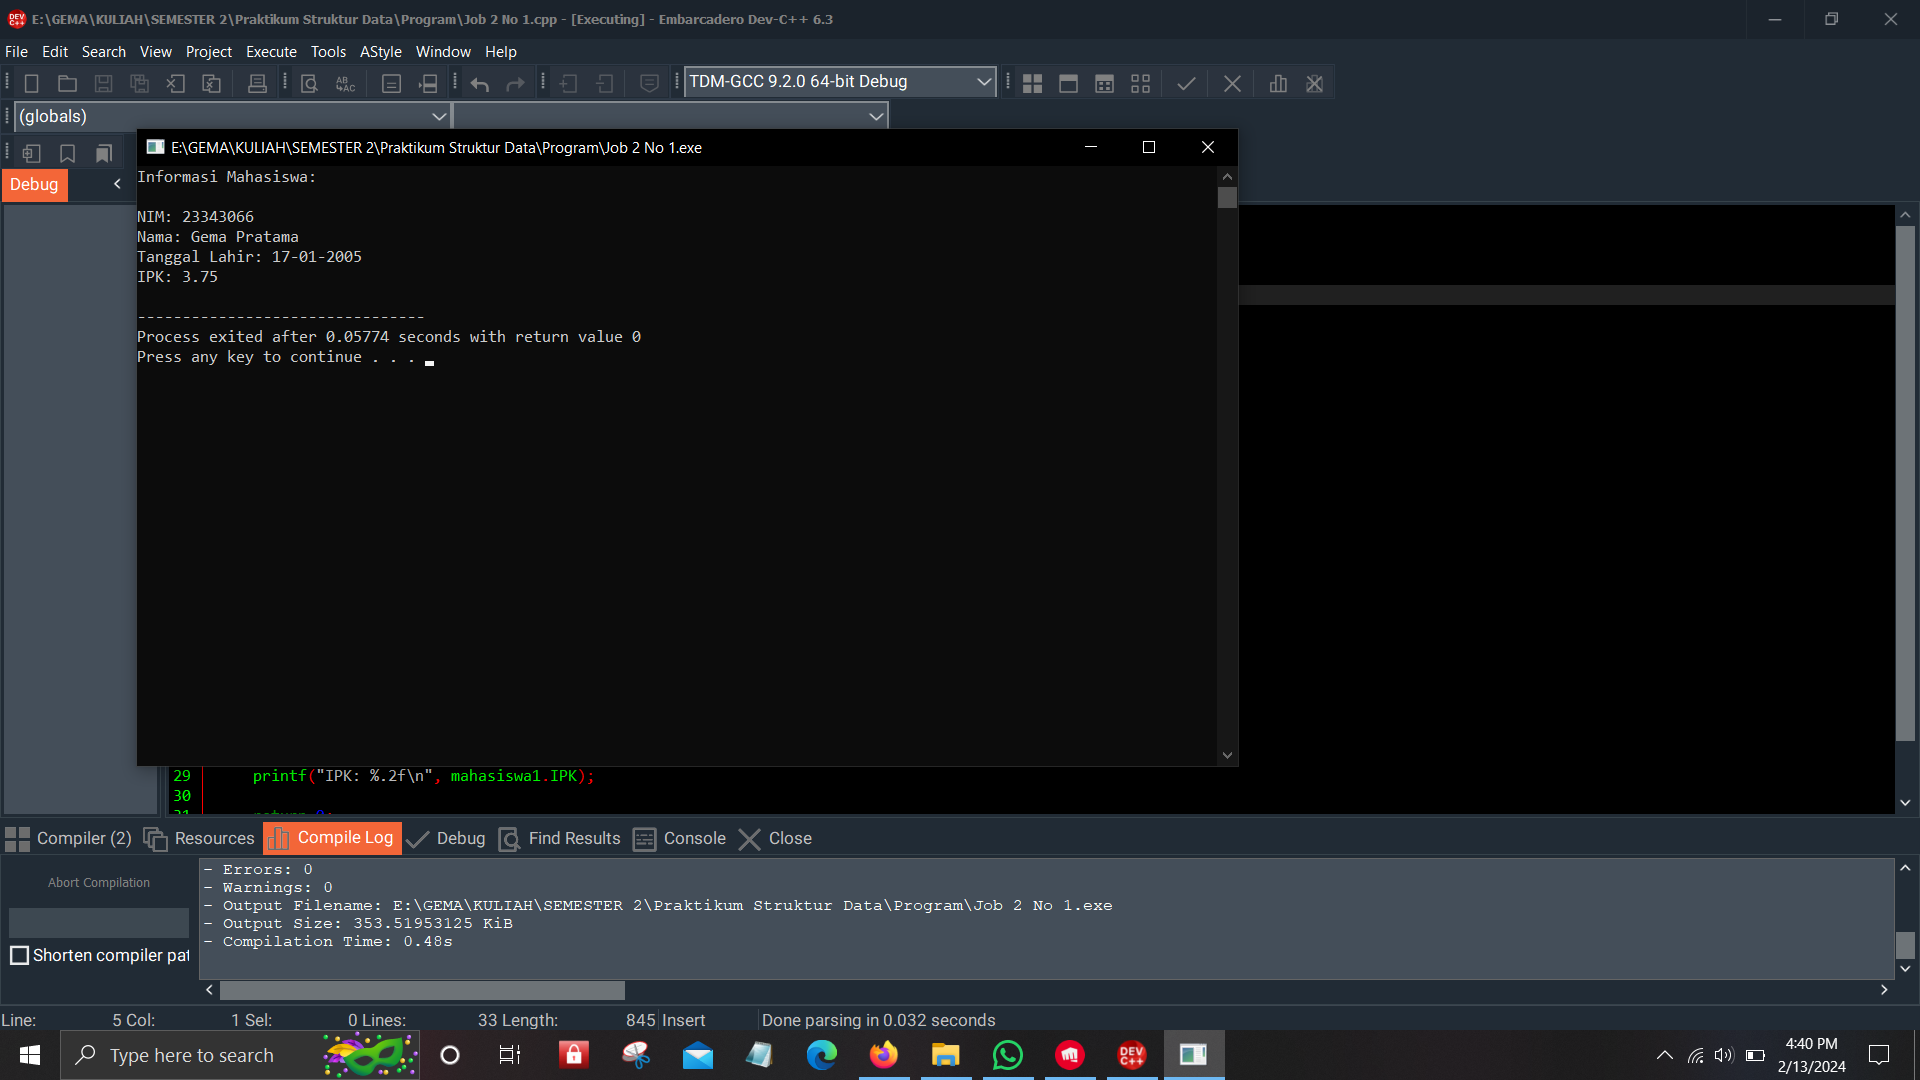 E:\GEMA\KULIAH\SEMESTER 2\Praktikum Struktur Data\Program\Job 2 No 1.cpp - [Executing] - Embarcadero Dev-C++ 6.3
File Edit Search View Project Execute Tools AStyle Window Help
TDM-GCC 9.2.0 64-bit Debug
(globals)
E:\GEMA\KULIAH\SEMESTER 2\Praktikum Struktur Data\Program\Job 2 No 1.exe
Debug
Informasi Mahasiswa:
NIM: 23343066
Nama: Gema Pratama
Tanggal Lahir: 17-01-2005
IPK: 3.75
--------------------------------
Process exited after 0.05774 seconds with return value 0
Press any key to continue . . .
29 printf("IPK: %.2f\n", mahasiswa1.IPK);
30
Compiler (2) Resources Compile Log Debug Find Results Console Close
Abort Compilation
Shorten compiler pat
- Errors: 0
- Warnings: 0
- Output Filename: E:\GEMA\KULIAH\SEMESTER 2\Praktikum Struktur Data\Program\Job 2 No 1.exe
- Output Size: 353.51953125 KiB
- Compilation Time: 0.48s
Line: 5 Col: 1 Sel: 0 Lines: 33 Length: 845 Insert Done parsing in 0.032 seconds
Type here to search
DEV C++
4:40 PM
2/13/2024